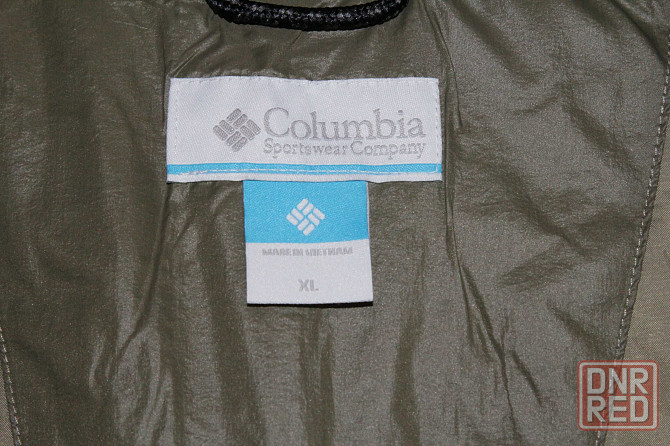 Columbia
Sportswear Company
MADE IN VIETNAM
XL
DNR
RED